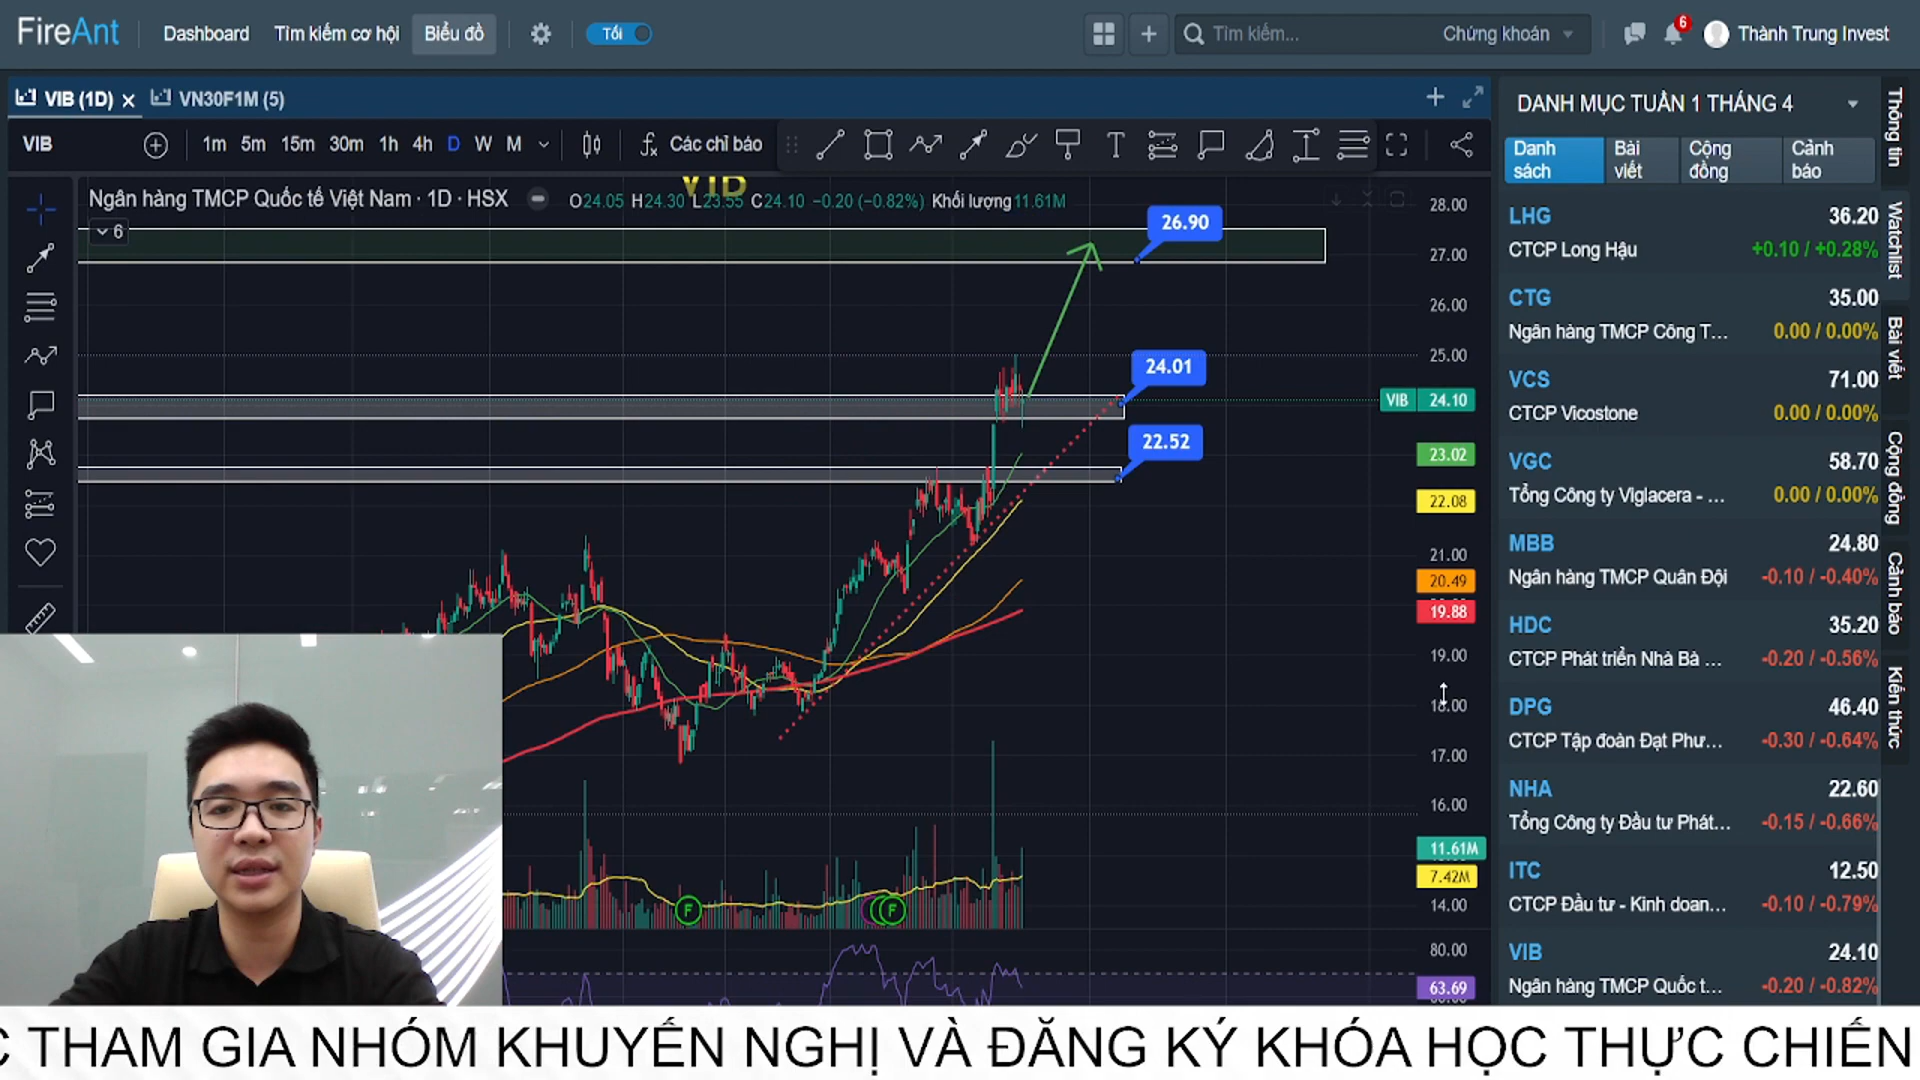 FireAnt Dashboard Tìm kiếm cơ hội Biểu đồ Tối Tìm kiếm... Chứng khoán 6 Thành Trung Invest
VIB (1D) VN30F1M (5)
VIB 1m 5m 15m 30m 1h 4h D W M Các chỉ báo
VIB
Ngân hàng TMCP Quốc tế Việt Nam · 1D · HSX O24.05 H24.30 L23.55 C24.10 −0.20 (−0.82%) Khối lượng 11.61M
6
26.90
24.01
22.52
28.00
27.00
26.00
25.00
VIB 24.10
23.02
22.08
21.00
20.49
19.88
19.00
18.00
17.00
16.00
11.61M
7.42M
14.00
80.00
63.69
F
F
DANH MỤC TUẦN 1 THÁNG 4
Danh sách Bài viết Cộng đồng Cảnh báo
LHG 36.20
CTCP Long Hậu +0.10 / +0.28%
CTG 35.00
Ngân hàng TMCP Công T... 0.00 / 0.00%
VCS 71.00
CTCP Vicostone 0.00 / 0.00%
VGC 58.70
Tổng Công ty Viglacera - ... 0.00 / 0.00%
MBB 24.80
Ngân hàng TMCP Quân Đội -0.10 / -0.40%
HDC 35.20
CTCP Phát triển Nhà Bà ... -0.20 / -0.56%
DPG 46.40
CTCP Tập đoàn Đạt Phư... -0.30 / -0.64%
NHA 22.60
Tổng Công ty Đầu tư Phát... -0.15 / -0.66%
ITC 12.50
CTCP Đầu tư - Kinh doan... -0.10 / -0.79%
VIB 24.10
Ngân hàng TMCP Quốc t... -0.20 / -0.82%
Thông tin
Watchlist
Bài viết
Cộng đồng
Cảnh báo
Kiến thức
C THAM GIA NHÓM KHUYẾN NGHỊ VÀ ĐĂNG KÝ KHÓA HỌC THỰC CHIẾN